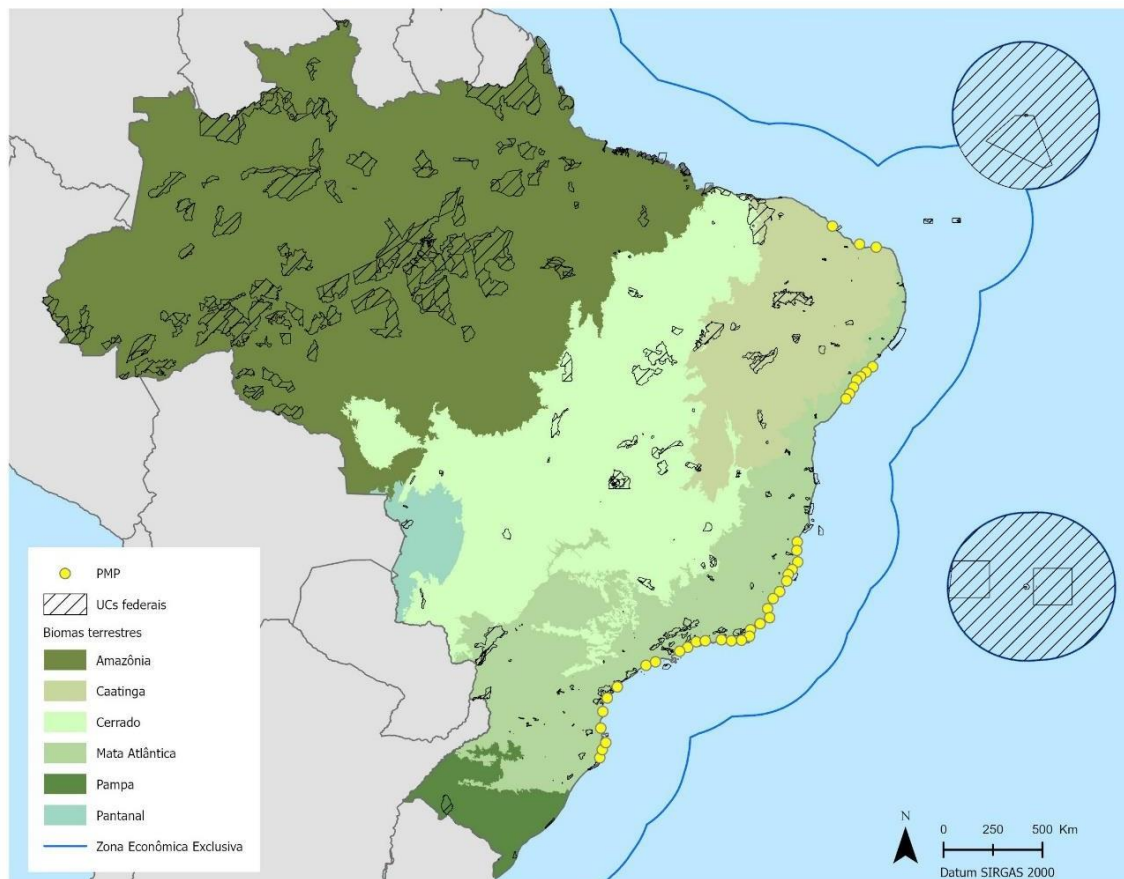 PMP
UCs federais
Biomas terrestres
Amazônia
Caatinga
Cerrado
Mata Atlântica
Pampa
Pantanal
Zona Econômica Exclusiva
N
0 250 500 Km
Datum SIRGAS 2000